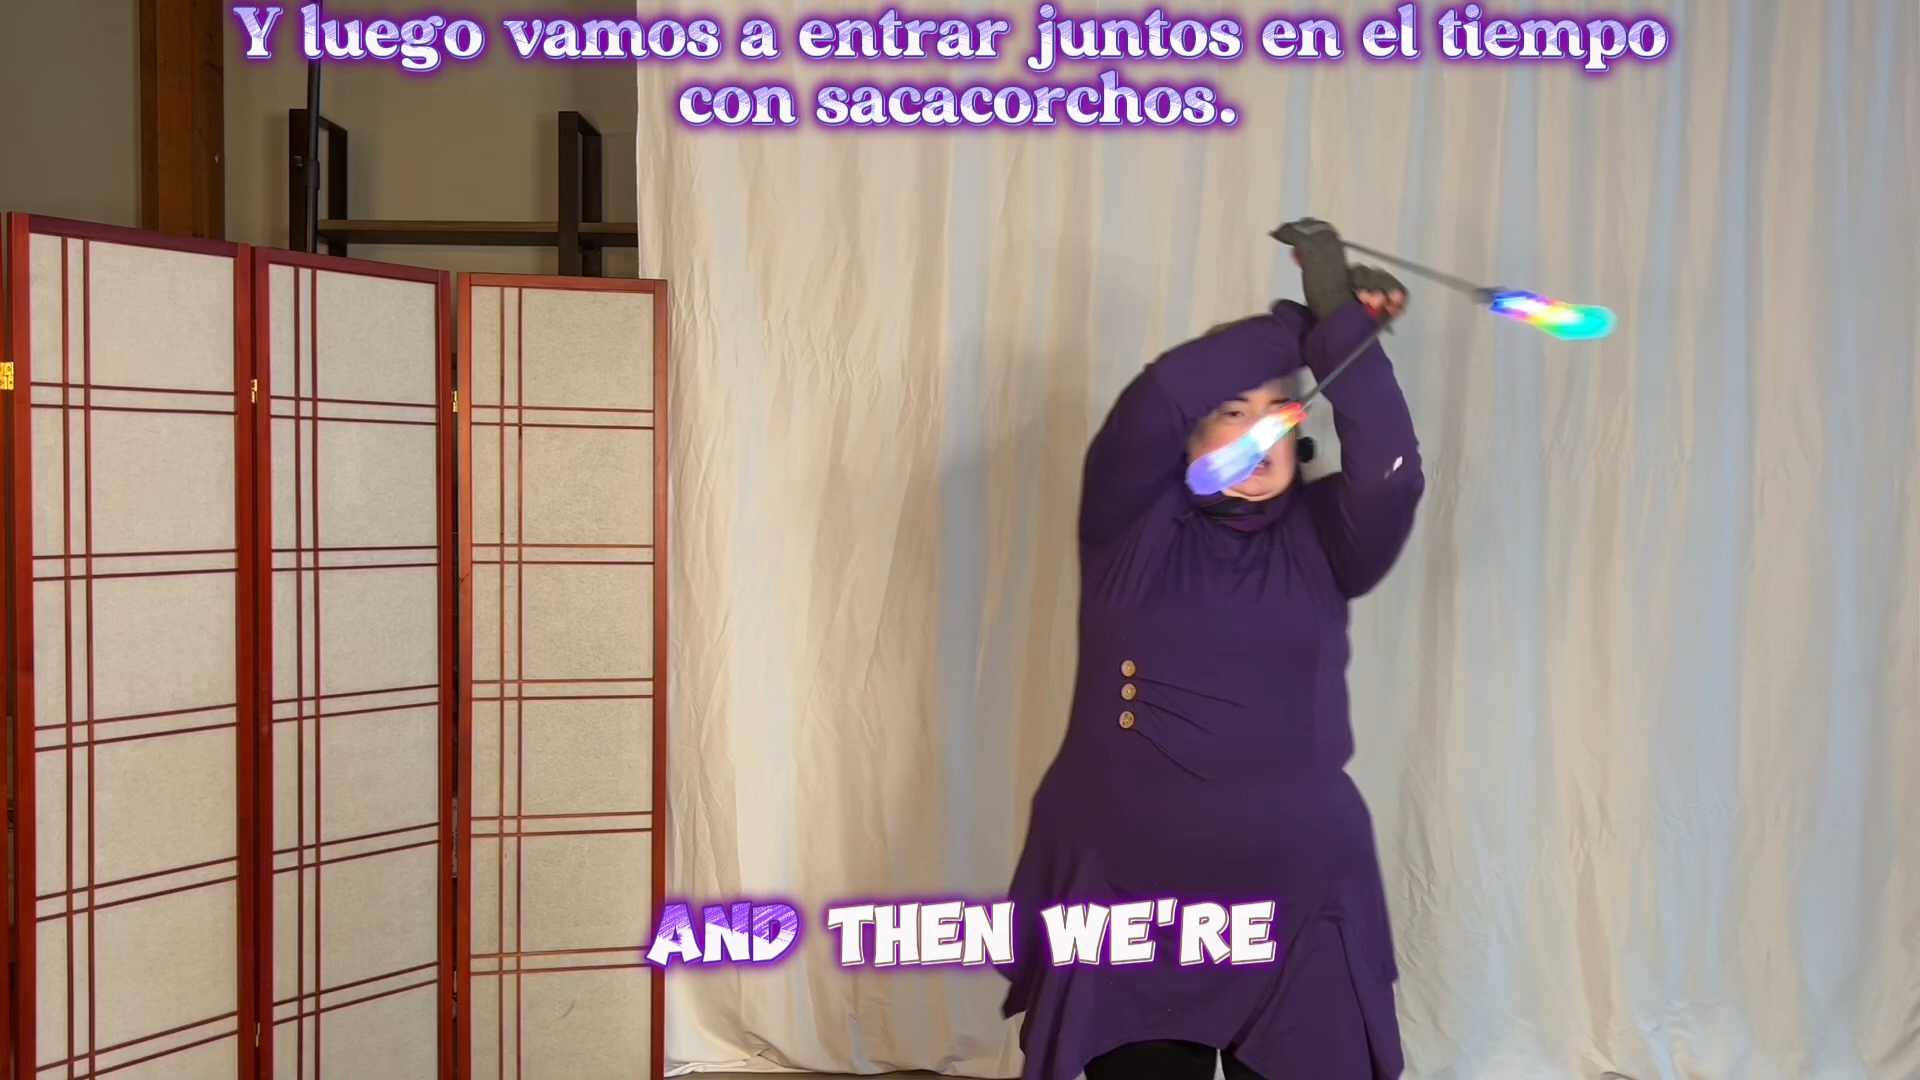 Y luego vamos a entrar juntos en el tiempo
con sacacorchos.
AND THEN WE'RE